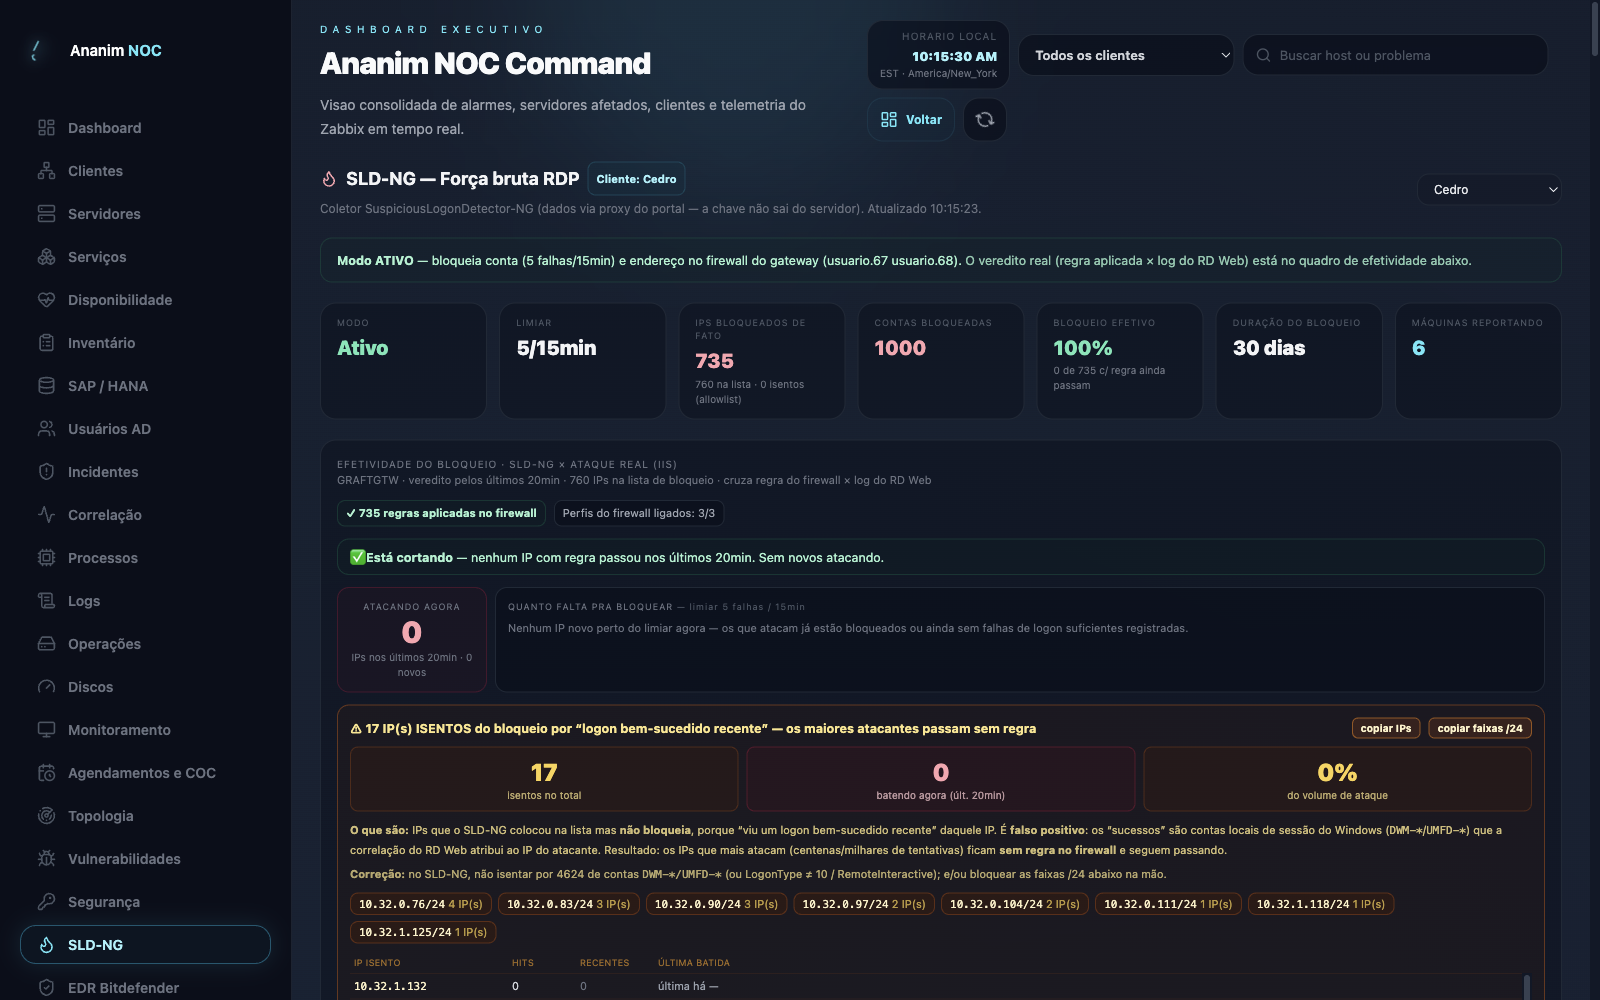 Ananim NOC
Dashboard
Clientes
Servidores
Serviços
Disponibilidade
Inventário
SAP / HANA
Usuários AD
Incidentes
Correlação
Processos
Logs
Operações
Discos
Monitoramento
Agendamentos e COC
Topologia
Vulnerabilidades
Segurança
SLD-NG
EDR Bitdefender
DASHBOARD EXECUTIVO
Ananim NOC Command
Visao consolidada de alarmes, servidores afetados, clientes e telemetria do
Zabbix em tempo real.
HORARIO LOCAL
10:15:30 AM
EST · America/New_York
Todos os clientes
Buscar host ou problema
Voltar
SLD-NG — Força bruta RDP
Cliente: Cedro
Coletor SuspiciousLogonDetector-NG (dados via proxy do portal — a chave não sai do servidor). Atualizado 10:15:23.
Cedro
Modo ATIVO — bloqueia conta (5 falhas/15min) e endereço no firewall do gateway (usuario.67 usuario.68). O veredito real (regra aplicada × log do RD Web) está no quadro de efetividade abaixo.
MODO
Ativo
LIMIAR
5/15min
IPS BLOQUEADOS DE
FATO
735
760 na lista · 0 isentos
(allowlist)
CONTAS BLOQUEADAS
1000
BLOQUEIO EFETIVO
100%
0 de 735 c/ regra ainda
passam
DURAÇÃO DO BLOQUEIO
30 dias
MÁQUINAS REPORTANDO
6
EFETIVIDADE DO BLOQUEIO · SLD-NG × ATAQUE REAL (IIS)
GRAFTGTW · veredito pelos últimos 20min · 760 IPs na lista de bloqueio · cruza regra do firewall × log do RD Web
✓ 735 regras aplicadas no firewall
Perfis do firewall ligados: 3/3
✅Está cortando — nenhum IP com regra passou nos últimos 20min. Sem novos atacando.
ATACANDO AGORA
0
IPs nos últimos 20min · 0
novos
QUANTO FALTA PRA BLOQUEAR — limiar 5 falhas / 15min
Nenhum IP novo perto do limiar agora — os que atacam já estão bloqueados ou ainda sem falhas de logon suficientes registradas.
⚠ 17 IP(s) ISENTOS do bloqueio por “logon bem-sucedido recente” — os maiores atacantes passam sem regra
copiar IPs
copiar faixas /24
17
isentos no total
0
batendo agora (últ. 20min)
0%
do volume de ataque
O que são: IPs que o SLD-NG colocou na lista mas não bloqueia, porque “viu um logon bem-sucedido recente” daquele IP. É falso positivo: os “sucessos” são contas locais de sessão do Windows (DWM-*/UMFD-*) que a
correlação do RD Web atribui ao IP do atacante. Resultado: os IPs que mais atacam (centenas/milhares de tentativas) ficam sem regra no firewall e seguem passando.
Correção: no SLD-NG, não isentar por 4624 de contas DWM-*/UMFD-* (ou LogonType ≠ 10 / RemoteInteractive); e/ou bloquear as faixas /24 abaixo na mão.
10.32.0.76/24 4 IP(s)
10.32.0.83/24 3 IP(s)
10.32.0.90/24 3 IP(s)
10.32.0.97/24 2 IP(s)
10.32.0.104/24 2 IP(s)
10.32.0.111/24 1 IP(s)
10.32.1.118/24 1 IP(s)
10.32.1.125/24 1 IP(s)
IP ISENTO HITS RECENTES ÚLTIMA BATIDA
10.32.1.132 0 0 última há —